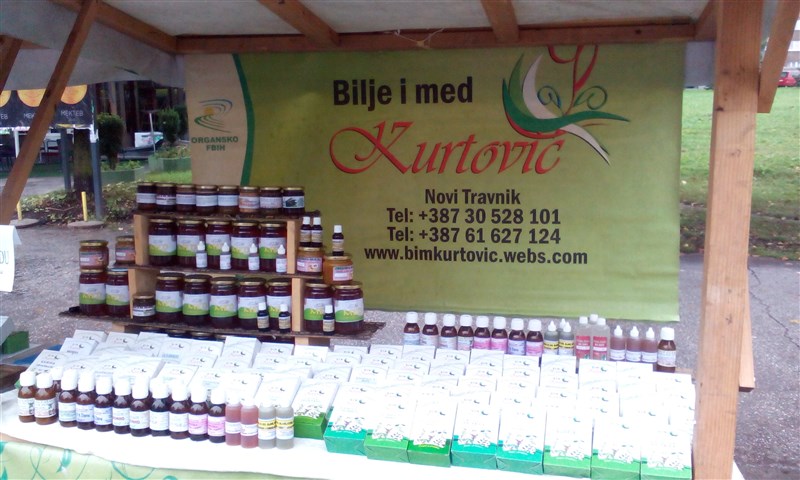 Bilje i med
Kurtović
ORGANSKO
FBIH
Novi Travnik
Tel: +387 30 528 101
Tel: +387 61 627 124
www.bimkurtovic.webs.com